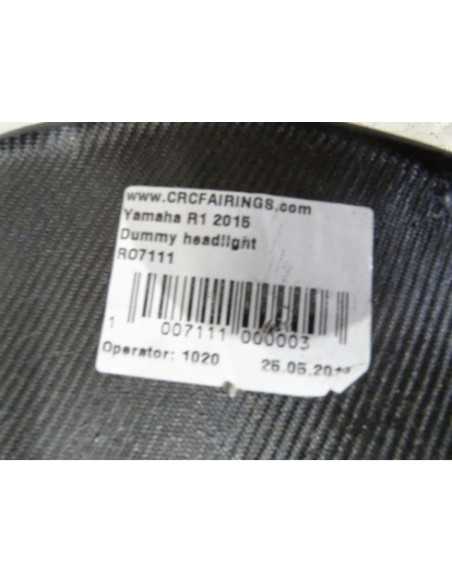 www.CRCFAIRINGS.com
Yamaha R1 2015
Dummy headlight
RO7111
1 007111 000003
Operator: 1020